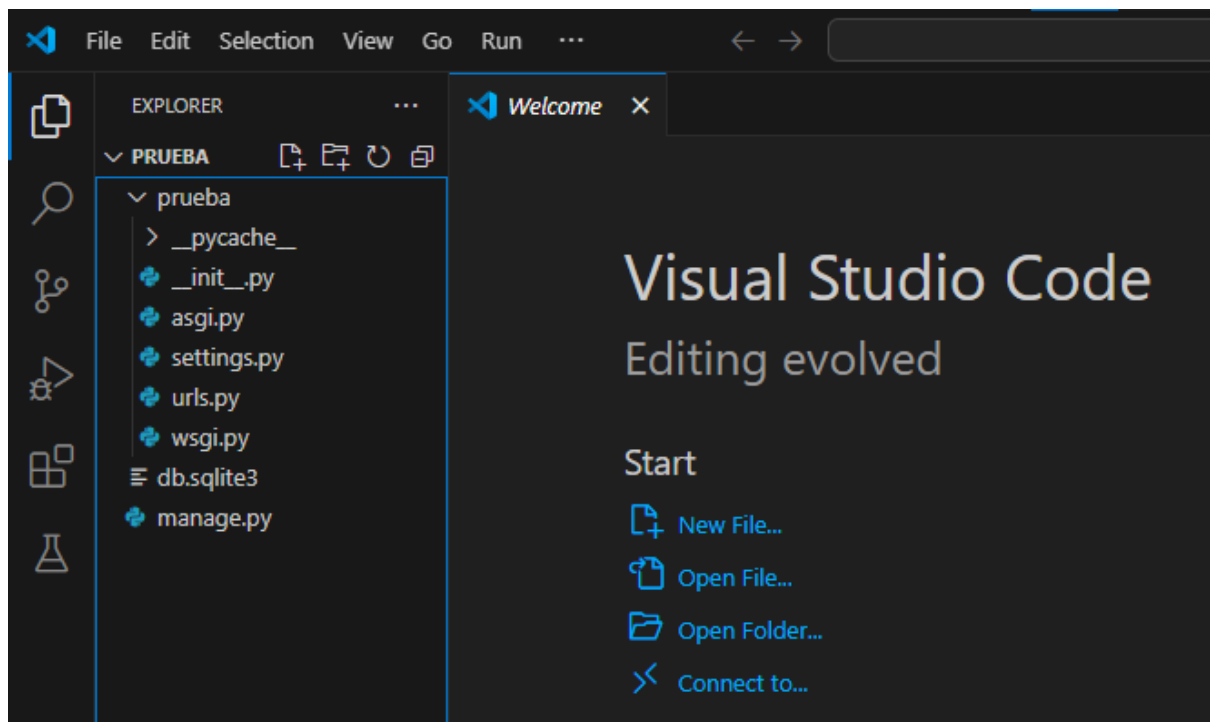 File Edit Selection View Go Run ...
EXPLORER ...
Welcome
PRUEBA
prueba
__pycache__
__init__.py
asgi.py
settings.py
urls.py
wsgi.py
db.sqlite3
manage.py
Visual Studio Code
Editing evolved
Start
New File...
Open File...
Open Folder...
Connect to...